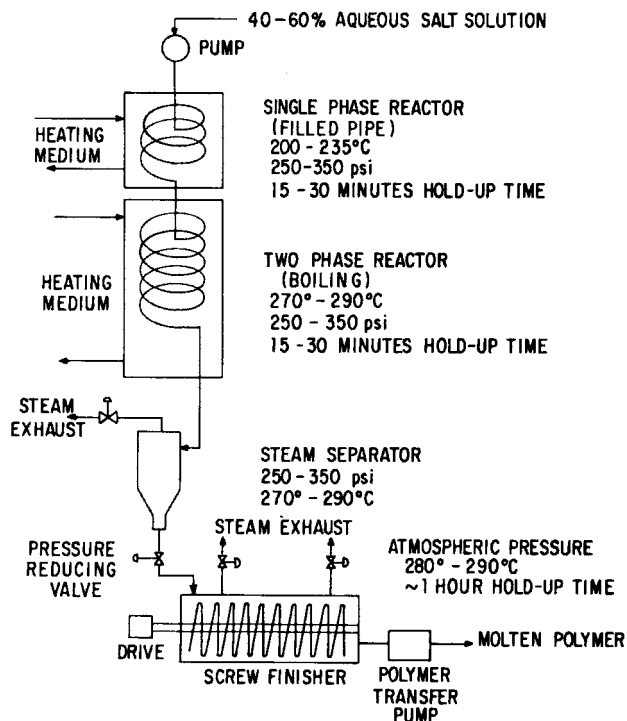 40-60% AQUEOUS SALT SOLUTION
PUMP
HEATING
MEDIUM
SINGLE PHASE REACTOR
(FILLED PIPE)
200 - 235°C
250-350 psi
15 - 30 MINUTES HOLD-UP TIME
HEATING
MEDIUM
TWO PHASE REACTOR
(BOILING)
270° - 290°C
250 - 350 psi
15 - 30 MINUTES HOLD-UP TIME
STEAM
EXHAUST
STEAM SEPARATOR
250-350 psi
270° - 290°C
STEAM EXHAUST
PRESSURE
REDUCING
VALVE
ATMOSPHERIC PRESSURE
280° - 290°C
~1 HOUR HOLD-UP TIME
DRIVE
SCREW FINISHER
MOLTEN POLYMER
POLYMER
TRANSFER
PUMP